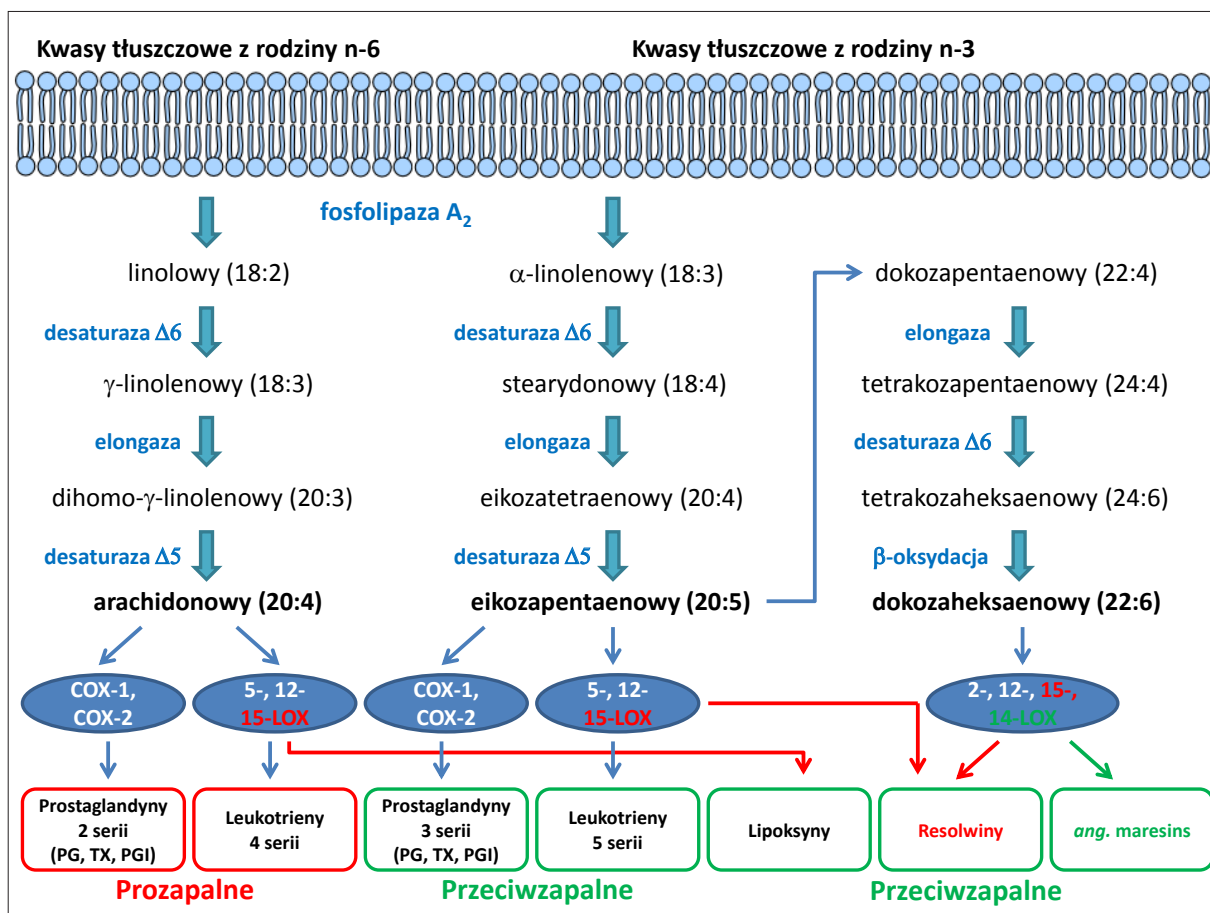 Kwasy tłuszczowe z rodziny n-6
Kwasy tłuszczowe z rodziny n-3
fosfolipaza A₂
linolowy (18:2)
desaturaza Δ6
γ-linolenowy (18:3)
elongaza
dihomo-γ-linolenowy (20:3)
desaturaza Δ5
arachidonowy (20:4)
α-linolenowy (18:3)
desaturaza Δ6
stearydonowy (18:4)
elongaza
eikozatetraenowy (20:4)
desaturaza Δ5
eikozapentaenowy (20:5)
dokozapentaenowy (22:4)
elongaza
tetrakozapentaenowy (24:4)
desaturaza Δ6
tetrakozaheksaenowy (24:6)
β-oksydacja
dokozaheksaenowy (22:6)
COX-1,
COX-2
5-, 12-
15-LOX
COX-1,
COX-2
5-, 12-
15-LOX
2-, 12-, 15-,
14-LOX
Prostaglandyny
2 serii
(PG, TX, PGI)
Leukotrieny
4 serii
Prostaglandyny
3 serii
(PG, TX, PGI)
Leukotrieny
5 serii
Lipoksyny
Resolwiny
ang. maresins
Prozapalne
Przeciwzapalne
Przeciwzapalne